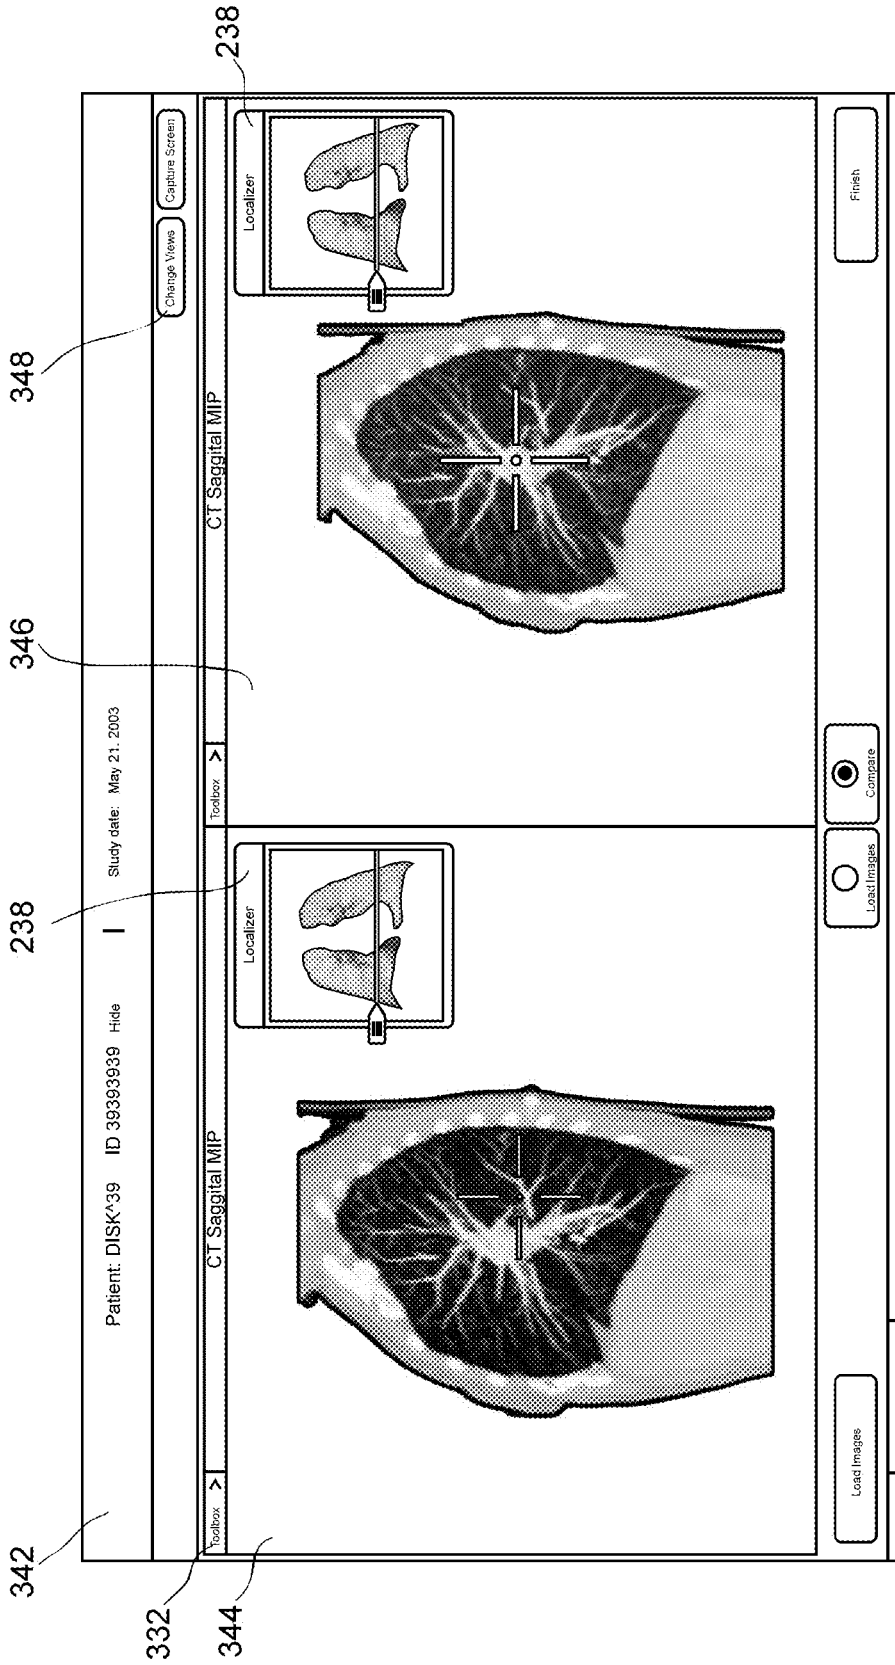 342
238
346
348
238
332
344
Patient: DISK^39 ID 39393939 Hide | Study date: May 21, 2003
Change Views Capture Screen
Toolbox > CT Saggital MIP
Toolbox > CT Saggital MIP
Localizer
Localizer
Load Images Compare
Load Images
Finish